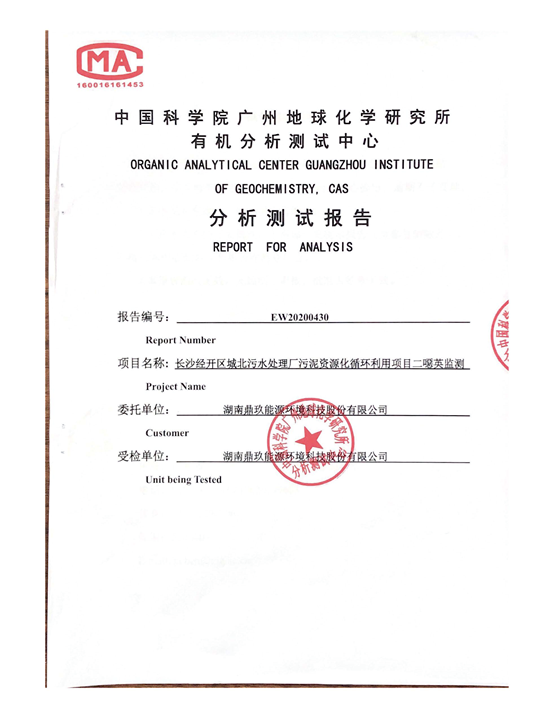 CMA
160016161453
中国科学院广州地球化学研究所
有机分析测试中心
ORGANIC ANALYTICAL CENTER GUANGZHOU INSTITUTE
OF GEOCHEMISTRY, CAS
分析测试报告
REPORT FOR ANALYSIS
报告编号： EW20200430
Report Number
项目名称： 长沙经开区城北污水处理厂污泥资源化循环利用项目二噁英监测
Project Name
委托单位： 湖南鼎玖能源环境科技股份有限公司
Customer
受检单位： 湖南鼎玖能源环境科技股份有限公司
Unit being Tested